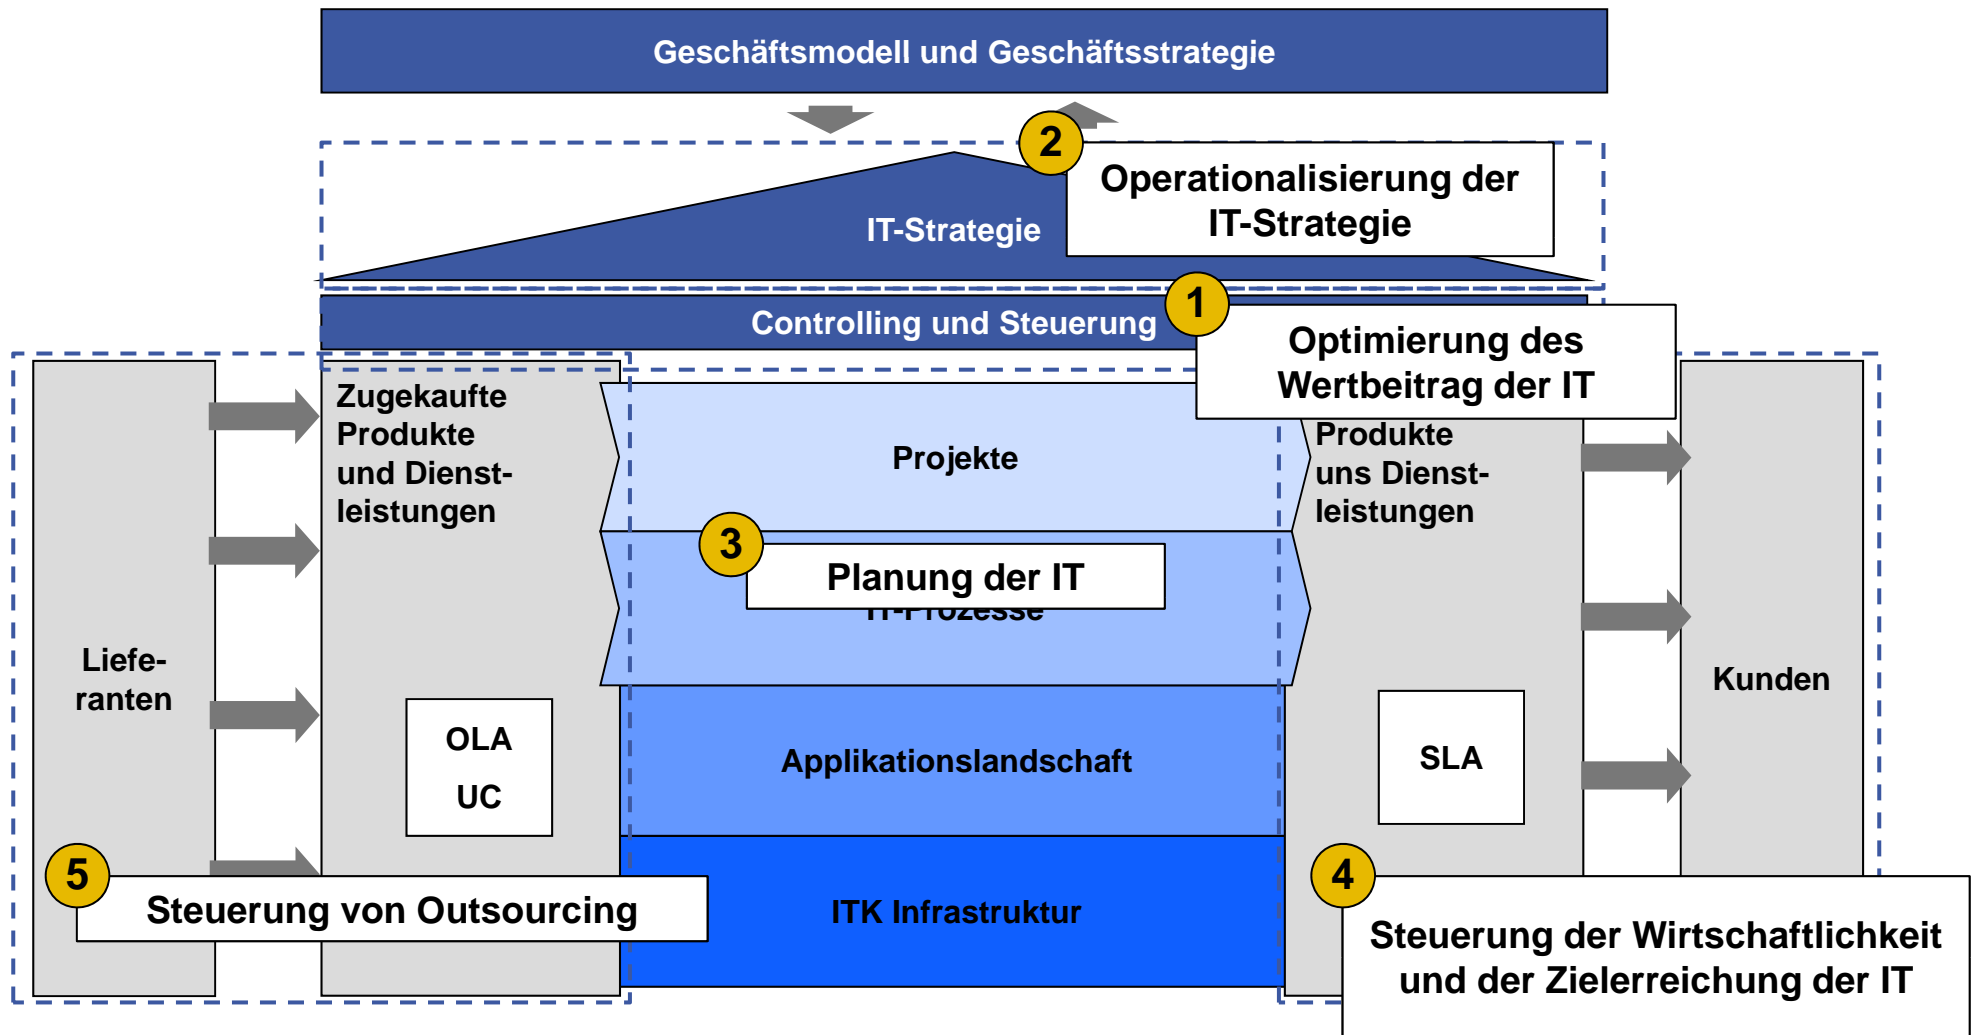 Geschäftsmodell und Geschäftsstrategie
2
Operationalisierung der
IT-Strategie
IT-Strategie
1
Controlling und Steuerung
Optimierung des
Wertbeitrag der IT
Zugekaufte
Produkte
und Dienst-
leistungen
Projekte
Produkte
uns Dienst-
leistungen
3
Planung der IT
IT-Prozesse
Liefe-
ranten
Kunden
OLA
UC
Applikationslandschaft
SLA
5
Steuerung von Outsourcing
ITK Infrastruktur
4
Steuerung der Wirtschaftlichkeit
und der Zielerreichung der IT